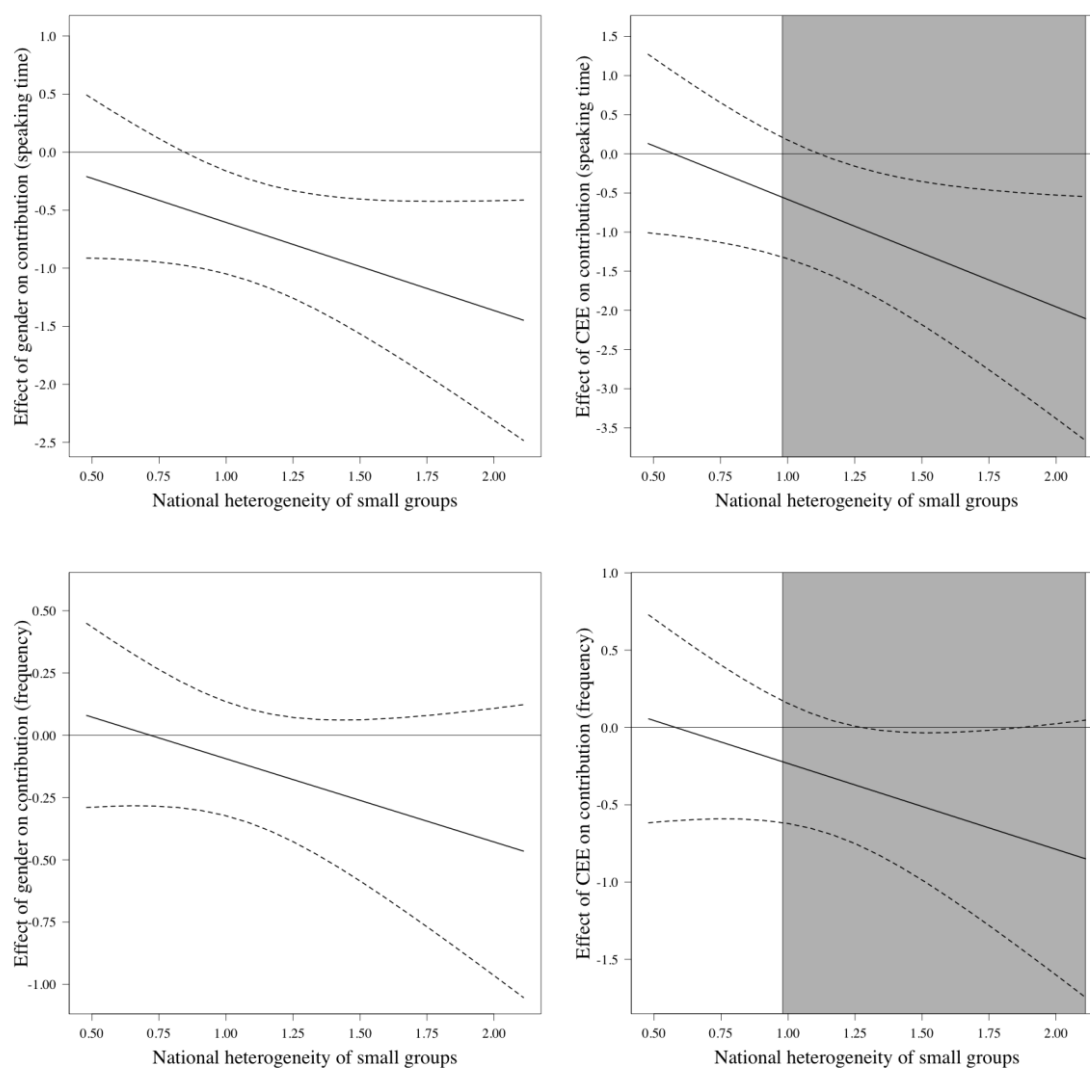 Effect of gender on contribution (speaking time)
1.0
0.5
0.0
-0.5
-1.0
-1.5
-2.0
-2.5
0.50 0.75 1.00 1.25 1.50 1.75 2.00
National heterogeneity of small groups
Effect of CEE on contribution (speaking time)
1.5
1.0
0.5
0.0
-0.5
-1.0
-1.5
-2.0
-2.5
-3.0
-3.5
0.50 0.75 1.00 1.25 1.50 1.75 2.00
National heterogeneity of small groups
Effect of gender on contribution (frequency)
0.50
0.25
0.00
-0.25
-0.50
-0.75
-1.00
0.50 0.75 1.00 1.25 1.50 1.75 2.00
National heterogeneity of small groups
Effect of CEE on contribution (frequency)
1.0
0.5
0.0
-0.5
-1.0
-1.5
0.50 0.75 1.00 1.25 1.50 1.75 2.00
National heterogeneity of small groups